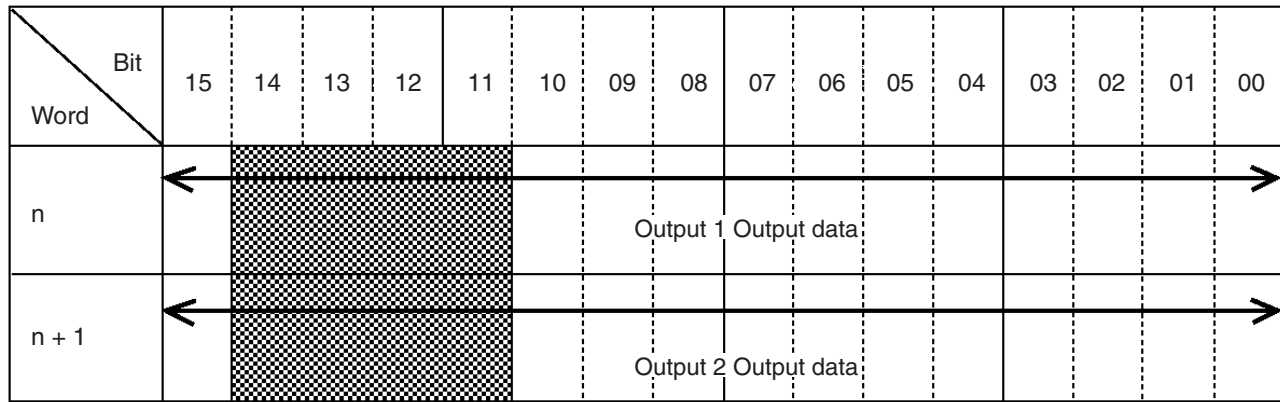 Bit
Word
15 14 13 12 11 10 09 08 07 06 05 04 03 02 01 00
n
Output 1 Output data
n + 1
Output 2 Output data